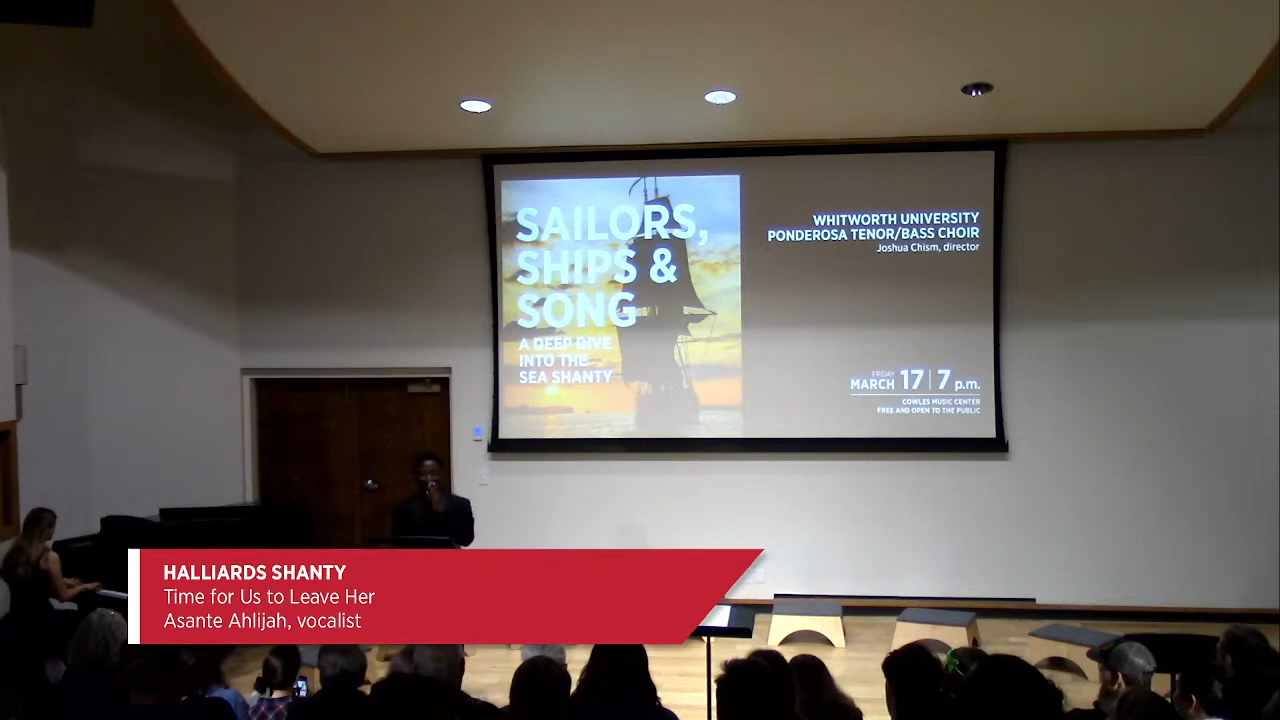 SAILORS,
SHIPS &
SONG
A DEEP DIVE
INTO THE
SEA SHANTY
WHITWORTH UNIVERSITY
PONDEROSA TENOR/BASS CHOIR
Joshua Chism, director
FRIDAY
MARCH 17 | 7 p.m.
COWLES MUSIC CENTER
FREE AND OPEN TO THE PUBLIC
HALLIARDS SHANTY
Time for Us to Leave Her
Asante Ahlijah, vocalist